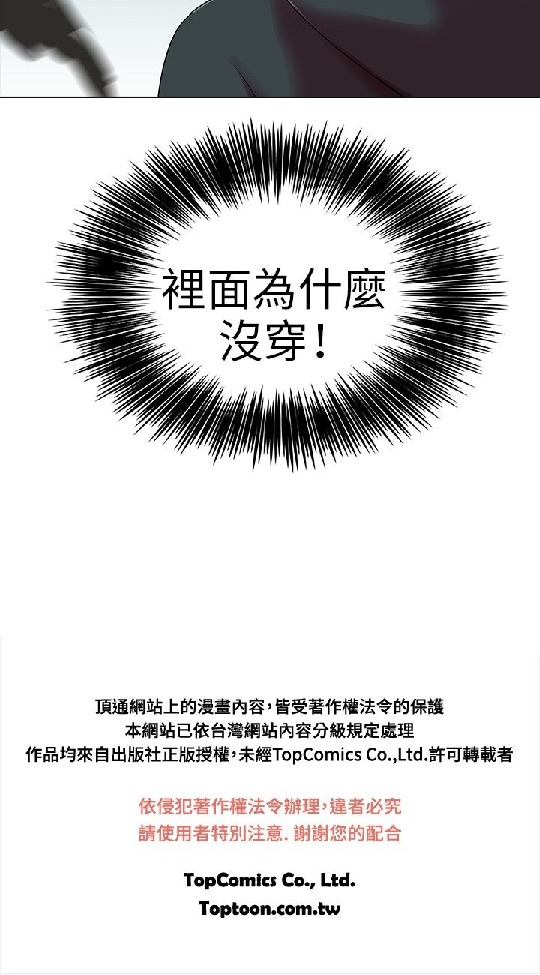 裡面為什麼
沒穿!
頂通網站上的漫畫內容,皆受著作權法令的保護
本網站已依台灣網站內容分級規定處理
作品均來自出版社正版授權,未經TopComics Co.,Ltd.許可轉載者
依侵犯著作權法令辦理,違者必究
請使用者特別注意. 謝謝您的配合
TopComics Co., Ltd.
Toptoon.com.tw